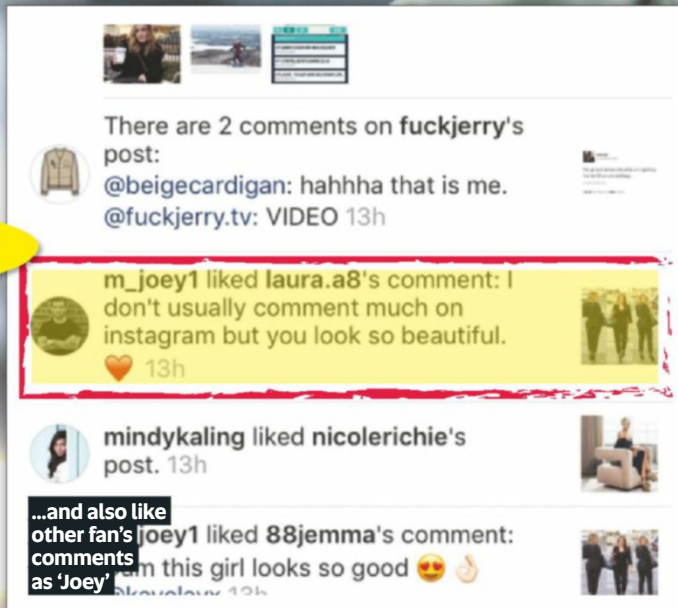 There are 2 comments on fuckjerry's
post:
@beigecardigan: hahhha that is me.
@fuckjerry.tv: VIDEO 13h
m_joey1 liked laura.a8's comment: I
don't usually comment much on
instagram but you look so beautiful.
🧡 13h
mindykaling liked nicolerichie's
post. 13h
...and also like
other fan's
comments
as 'Joey'
joey1 liked 88jemma's comment:
this girl looks so good 😍 👌🏻
13h